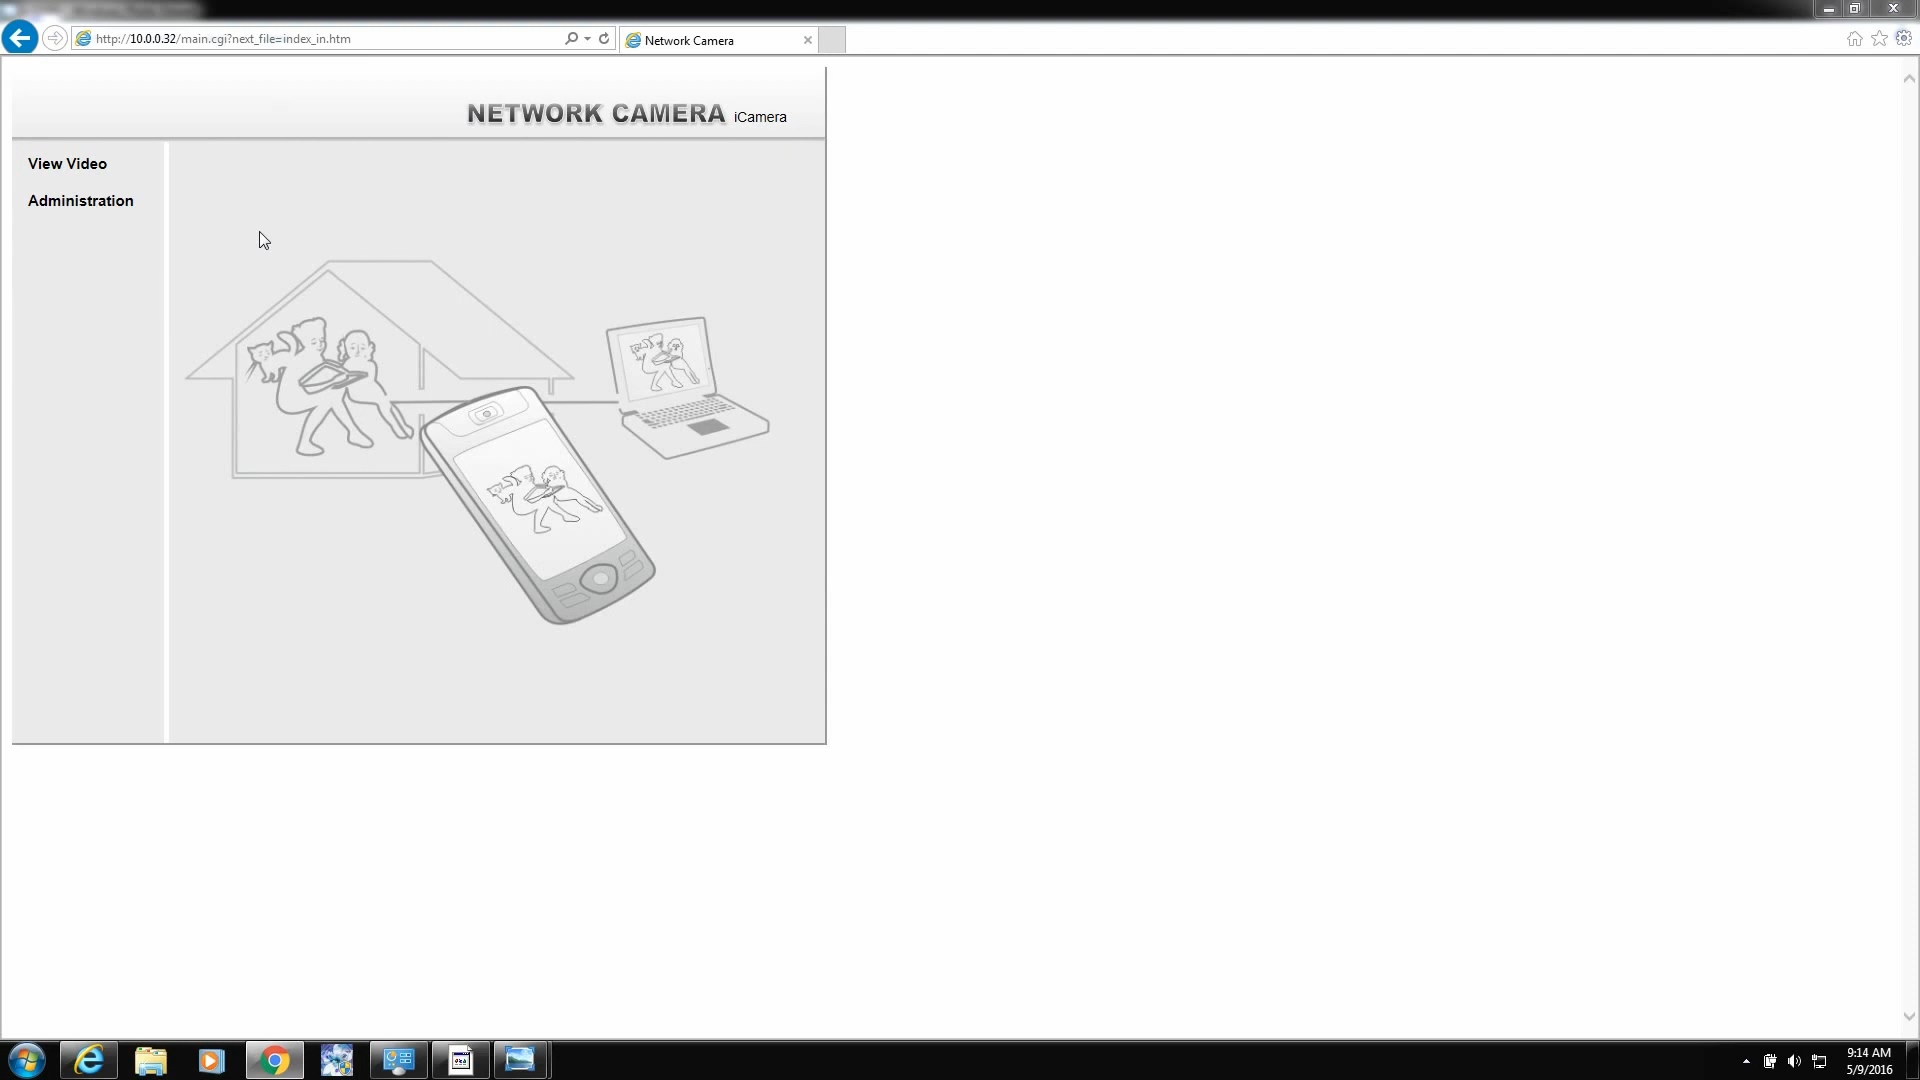 http://10.0.0.32/main.cgi?next_file=index_in.htm
Network Camera
NETWORK CAMERA iCamera
View Video
Administration
9:14 AM
5/9/2016